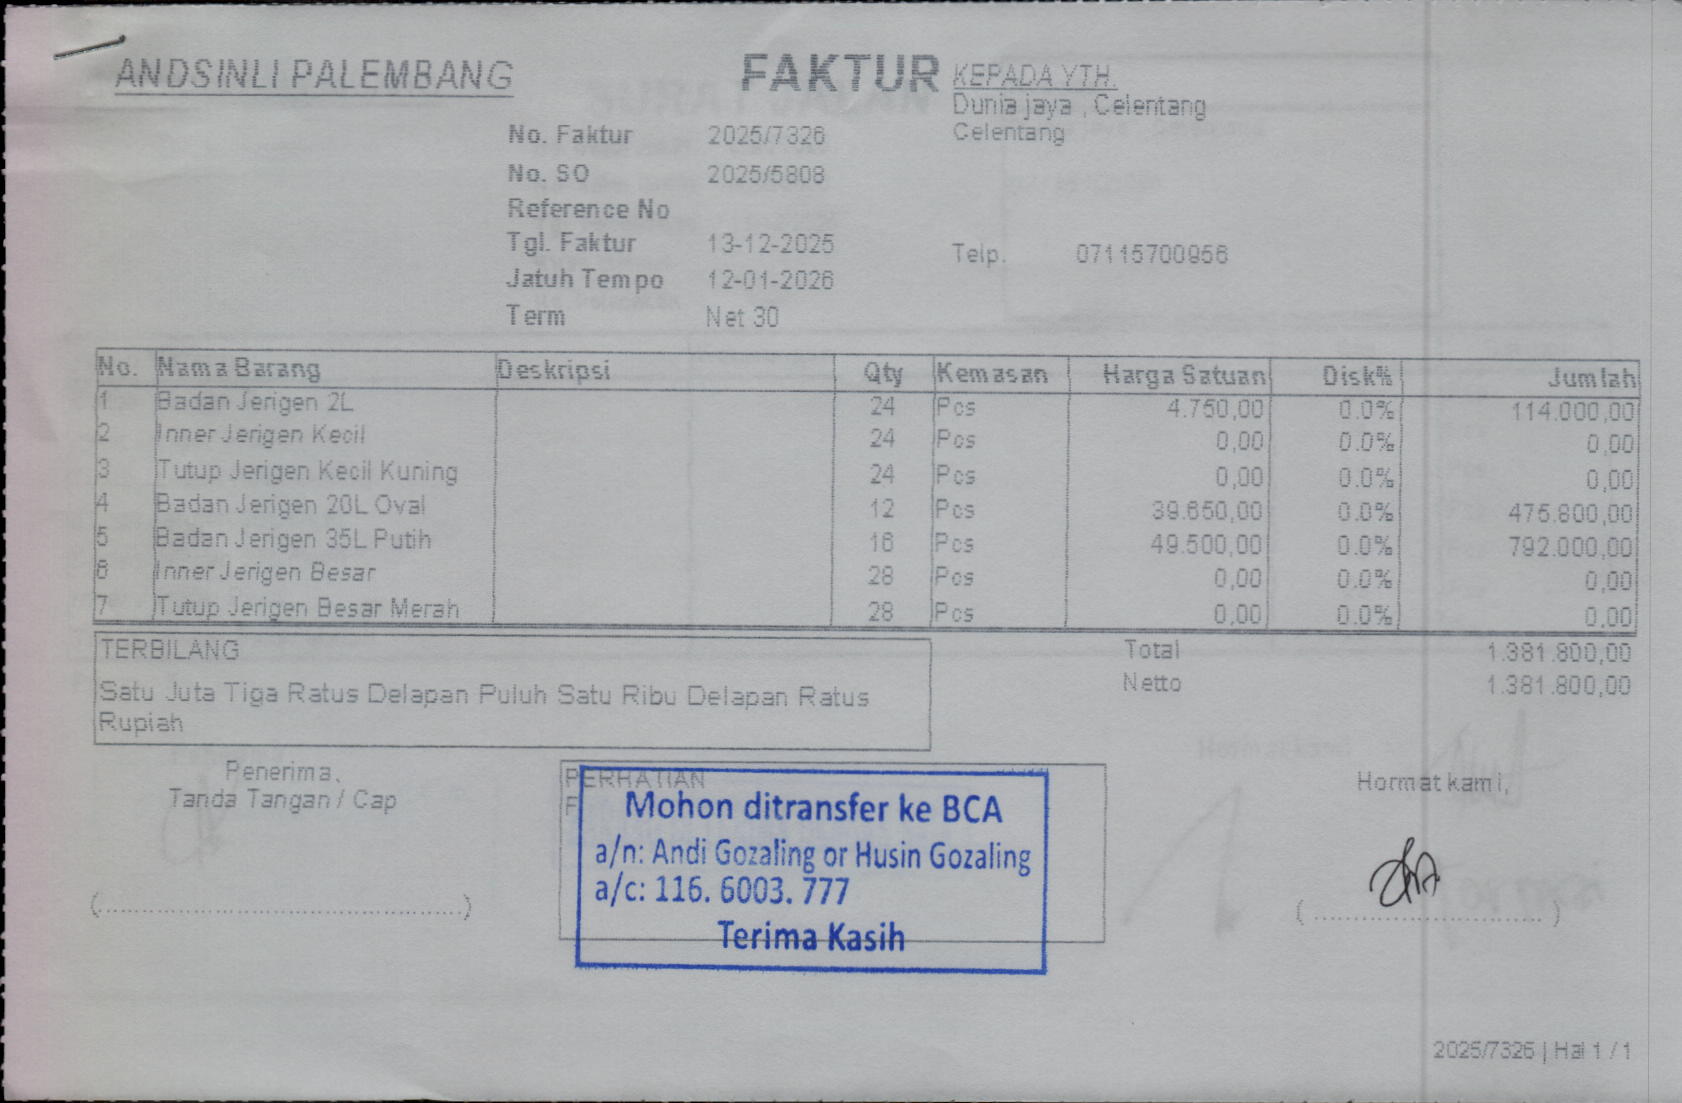 ANDSINLI PALEMBANG
FAKTUR
KEPADA YTH.
Dunia jaya , Celentang
Celentang
No. Faktur 2025/7326
No. SO 2025/5808
Reference No
Tgl. Faktur 13-12-2025
Telp. 07115700956
Jatuh Tempo 12-01-2026
Term Net 30
No. Nama Barang Deskripsi Qty Kemasan Harga Satuan Disk% Jumlah
1 Badan Jerigen 2L 24 Pcs 4.750,00 0.0% 114.000,00
2 Inner Jerigen Kecil 24 Pcs 0,00 0.0% 0,00
3 Tutup Jerigen Kecil Kuning 24 Pcs 0,00 0.0% 0,00
4 Badan Jerigen 20L Oval 12 Pcs 39.650,00 0.0% 475.800,00
5 Badan Jerigen 35L Putih 16 Pcs 49.500,00 0.0% 792.000,00
6 Inner Jerigen Besar 28 Pcs 0,00 0.0% 0,00
7 Tutup Jerigen Besar Merah 28 Pcs 0,00 0.0% 0,00
TERBILANG
Satu Juta Tiga Ratus Delapan Puluh Satu Ribu Delapan Ratus
Rupiah
Total 1.381.800,00
Netto 1.381.800,00
Penerima,
Tanda Tangan / Cap
PERHATIAN
Mohon ditransfer ke BCA
a/n: Andi Gozaling or Husin Gozaling
a/c: 116. 6003. 777
Terima Kasih
Hormat kami,
2025/7326 | Hal 1 / 1